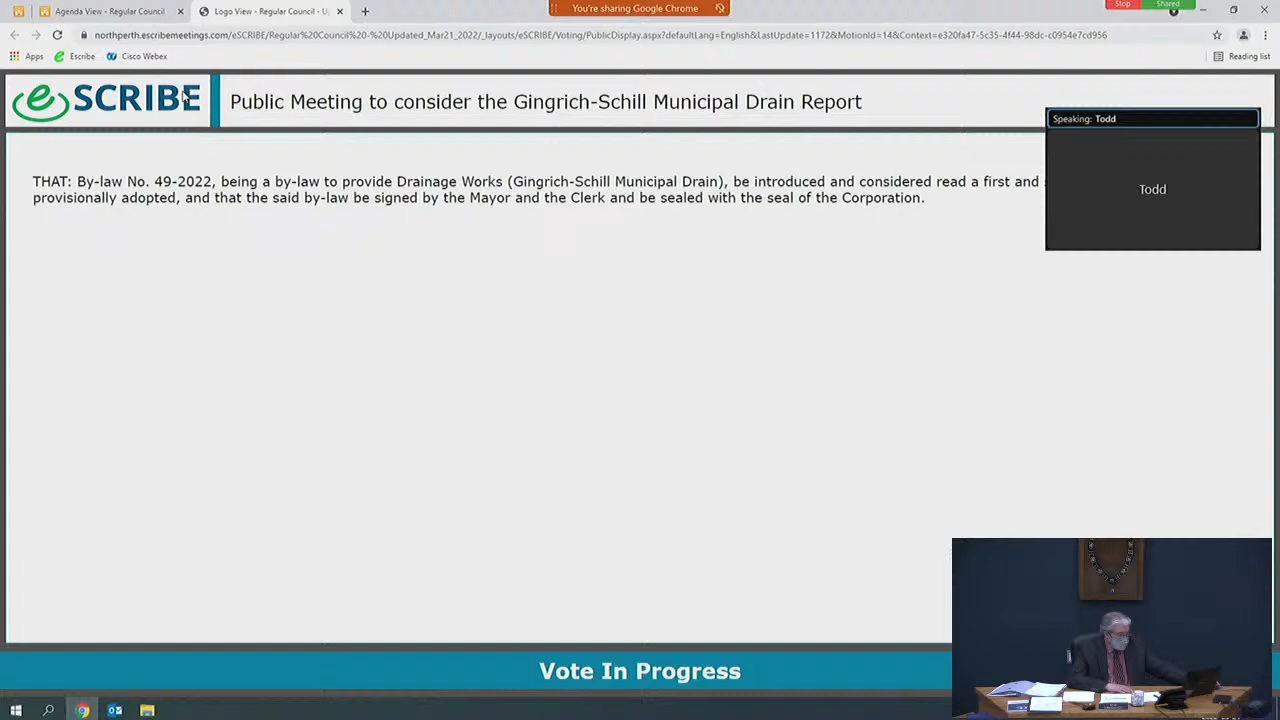 Agenda View - Regular Council
Logo View - Regular Council - Up
You're sharing Google Chrome
Stop
Shared
northperth.escribemeetings.com/eSCRIBE/Regular%20Council%20-%20Updated_Mar21_2022/_layouts/eSCRIBE/Voting/PublicDisplay.aspx?defaultLang=English&LastUpdate=1172&MotionId=14&Context=e320fa47-5c35-4f44-98dc-c0954e7cd956
Apps
Escribe
Cisco Webex
Reading list
eSCRIBE
Public Meeting to consider the Gingrich-Schill Municipal Drain Report
Speaking: Todd
Todd
THAT: By-law No. 49-2022, being a by-law to provide Drainage Works (Gingrich-Schill Municipal Drain), be introduced and considered read a first and
provisionally adopted, and that the said by-law be signed by the Mayor and the Clerk and be sealed with the seal of the Corporation.
Vote In Progress